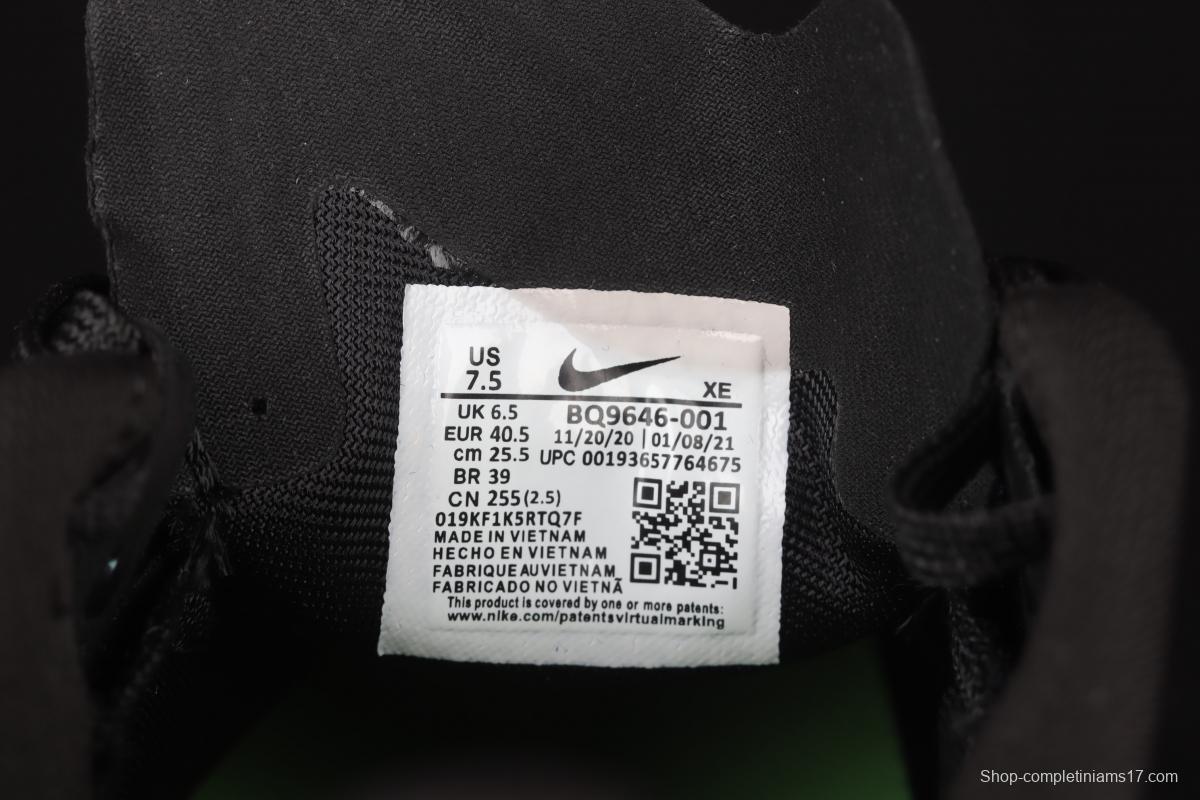 US
7.5
XE
UK 6.5
EUR 40.5
cm 25.5
BR 39
CN 255 (2.5)
BQ9646-001
11/20/20 | 01/08/21
UPC 00193657764675
019KF1K5RTQ7F
MADE IN VIETNAM
HECHO EN VIETNAM
FABRIQUE AU VIETNAM
FABRICADO NO VIETNÃ
This product is covered by one or more patents:
www.nike.com/patentsvirtualmarking
Shop-completiniams17.com